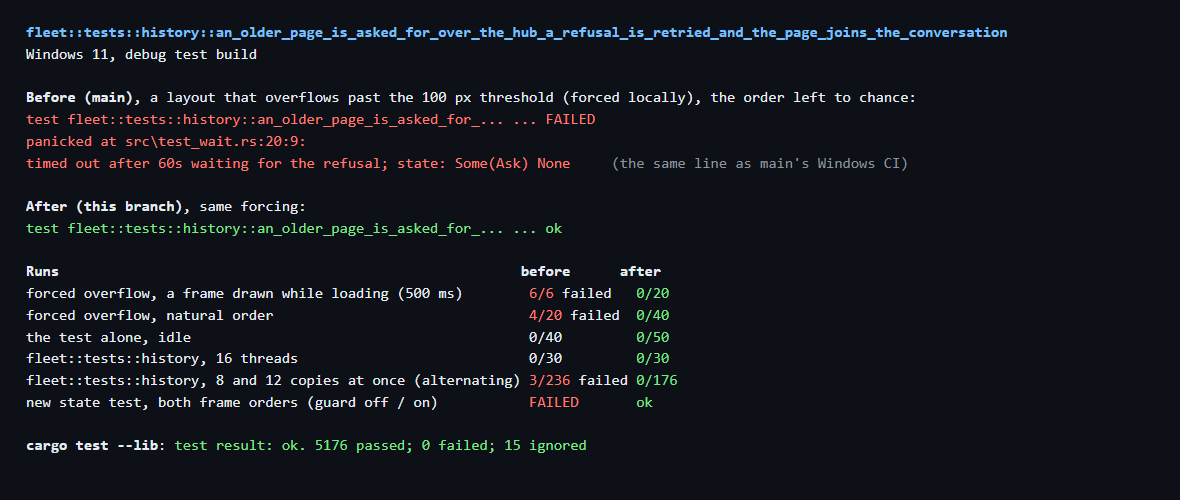 fleet::tests::history::an_older_page_is_asked_for_over_the_hub_a_refusal_is_retried_and_the_page_joins_the_conversation
Windows 11, debug test build
Before (main), a layout that overflows past the 100 px threshold (forced locally), the order left to chance:
test fleet::tests::history::an_older_page_is_asked_for_... ... FAILED
panicked at src\test_wait.rs:20:9:
timed out after 60s waiting for the refusal; state: Some(Ask) None (the same line as main's Windows CI)
After (this branch), same forcing:
test fleet::tests::history::an_older_page_is_asked_for_... ... ok
Runs before after
forced overflow, a frame drawn while loading (500 ms) 6/6 failed 0/20
forced overflow, natural order 4/20 failed 0/40
the test alone, idle 0/40 0/50
fleet::tests::history, 16 threads 0/30 0/30
fleet::tests::history, 8 and 12 copies at once (alternating) 3/236 failed 0/176
new state test, both frame orders (guard off / on) FAILED ok
cargo test --lib: test result: ok. 5176 passed; 0 failed; 15 ignored